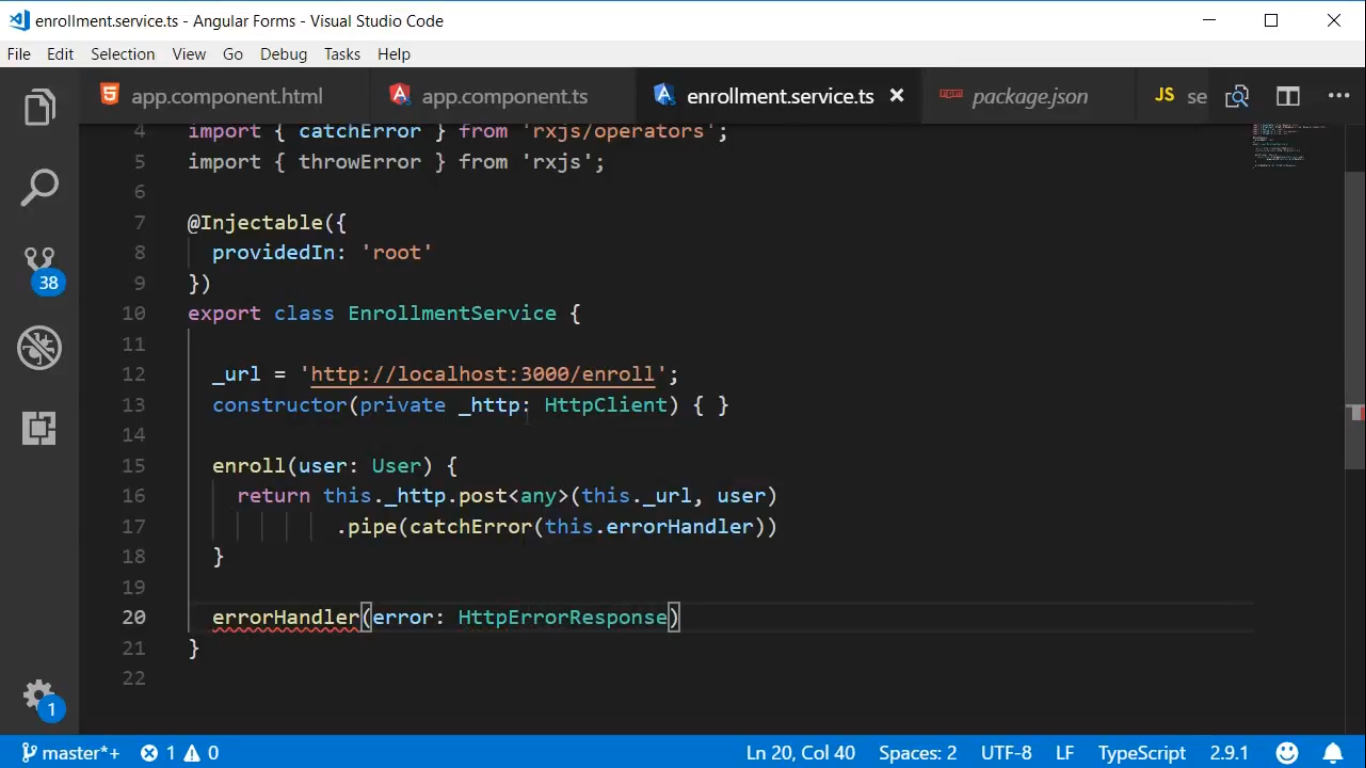 enrollment.service.ts - Angular Forms - Visual Studio Code
File Edit Selection View Go Debug Tasks Help
app.component.html app.component.ts enrollment.service.ts package.json JS se
4 import { catchError } from 'rxjs/operators';
5 import { throwError } from 'rxjs';
6
7 @Injectable({
8 providedIn: 'root'
9 })
10 export class EnrollmentService {
11
12 _url = 'http://localhost:3000/enroll';
13 constructor(private _http: HttpClient) { }
14
15 enroll(user: User) {
16 return this._http.post<any>(this._url, user)
17 .pipe(catchError(this.errorHandler))
18 }
19
20 errorHandler(error: HttpErrorResponse)
21 }
22
38
1
master*+ 1 0 Ln 20, Col 40 Spaces: 2 UTF-8 LF TypeScript 2.9.1